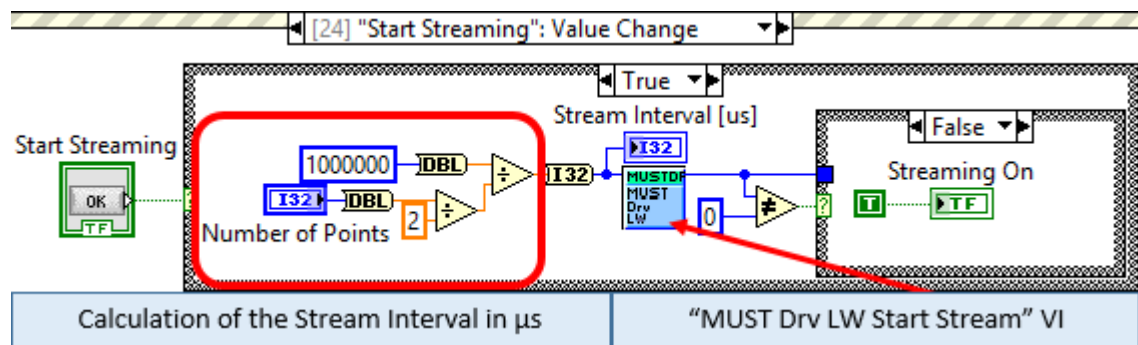 [24] "Start Streaming": Value Change
True
Stream Interval [us]
False
Start Streaming
1000000
DBL
I32
I32
MUSTDR
Streaming On
OK
I32
DBL
MUST
Drv
LW
T
TF
TF
Number of Points
2
0
?
Calculation of the Stream Interval in µs
“MUST Drv LW Start Stream” VI